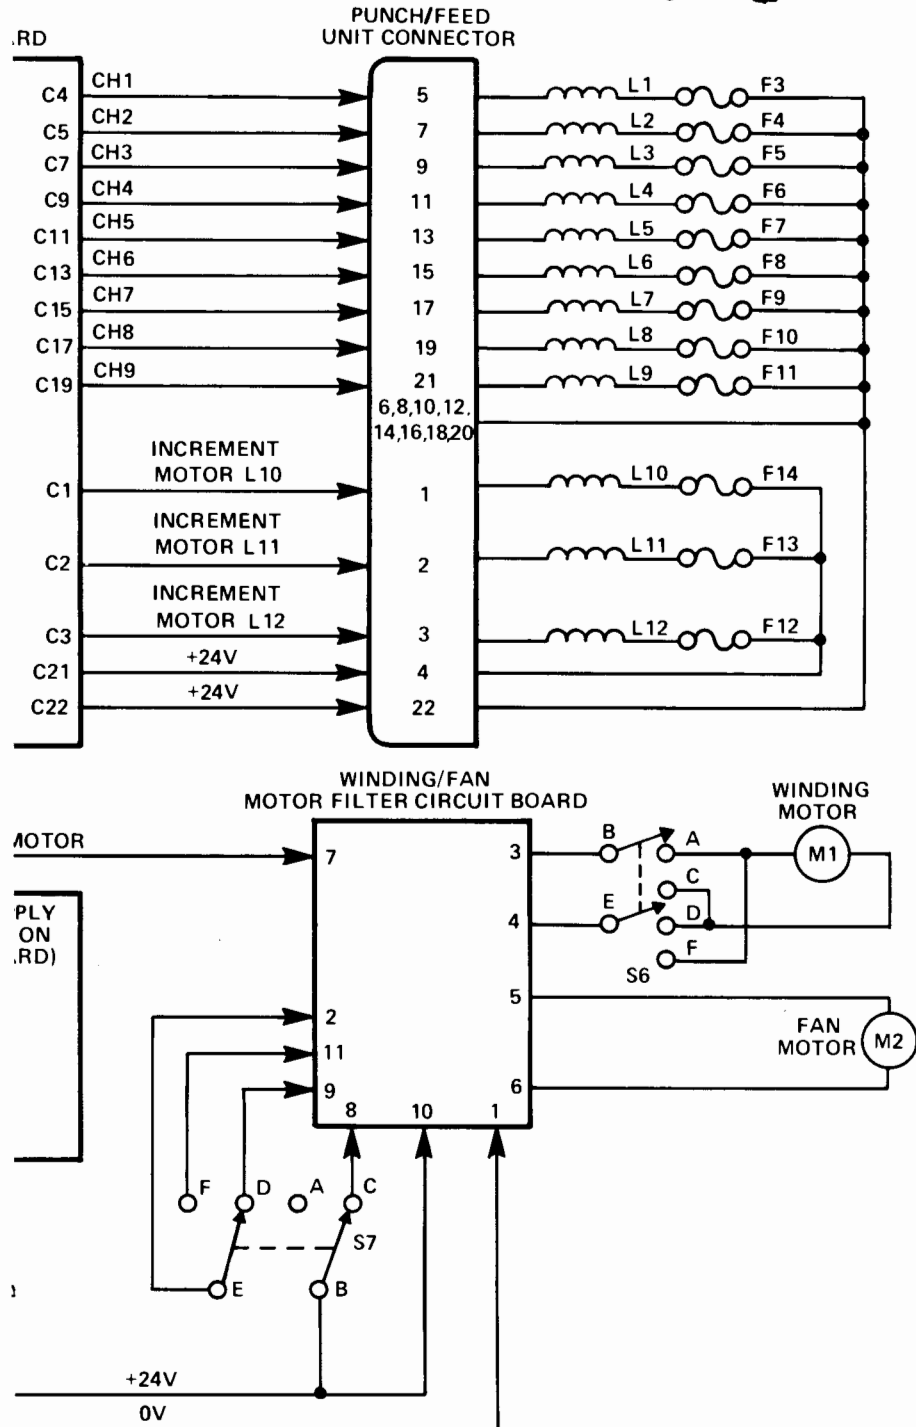 PUNCH/FEED
UNIT CONNECTOR
.RD
C4 CH1 5 L1 F3
C5 CH2 7 L2 F4
C7 CH3 9 L3 F5
C9 CH4 11 L4 F6
C11 CH5 13 L5 F7
C13 CH6 15 L6 F8
C15 CH7 17 L7 F9
C17 CH8 19 L8 F10
C19 CH9 21 L9 F11
6,8,10,12,
14,16,18,20
INCREMENT
MOTOR L10
C1 1 L10 F14
INCREMENT
MOTOR L11
C2 2 L11 F13
INCREMENT
MOTOR L12
C3 3 L12 F12
+24V
C21 4
+24V
C22 22
WINDING/FAN
MOTOR FILTER CIRCUIT BOARD
WINDING
MOTOR
MOTOR
7 3 B A M1
C
PLY
ON
.RD)
4 E D
F
S6
5
2
FAN
MOTOR
M2
11
9
6
8 10 1
F D A C
S7
E B
+24V
0V